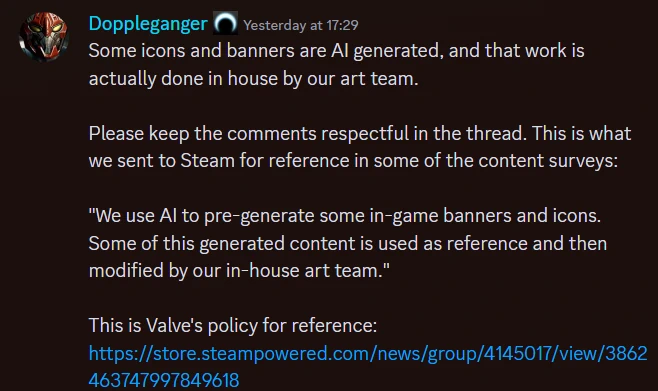 Doppleganger Yesterday at 17:29
Some icons and banners are AI generated, and that work is
actually done in house by our art team.
Please keep the comments respectful in the thread. This is what
we sent to Steam for reference in some of the content surveys:
"We use AI to pre-generate some in-game banners and icons.
Some of this generated content is used as reference and then
modified by our in-house art team."
This is Valve's policy for reference:
https://store.steampowered.com/news/group/4145017/view/3862
463747997849618